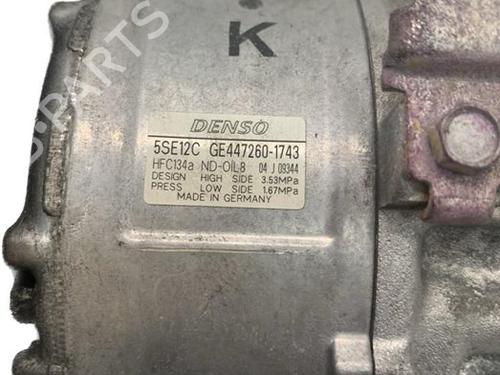 K
DENSO
5SE12C GE447260-1743
HFC134a ND-OIL8 04 J 09344
DESIGN HIGH SIDE 3.53MPa
PRESS LOW SIDE 1.67MPa
MADE IN GERMANY
B-PARTS